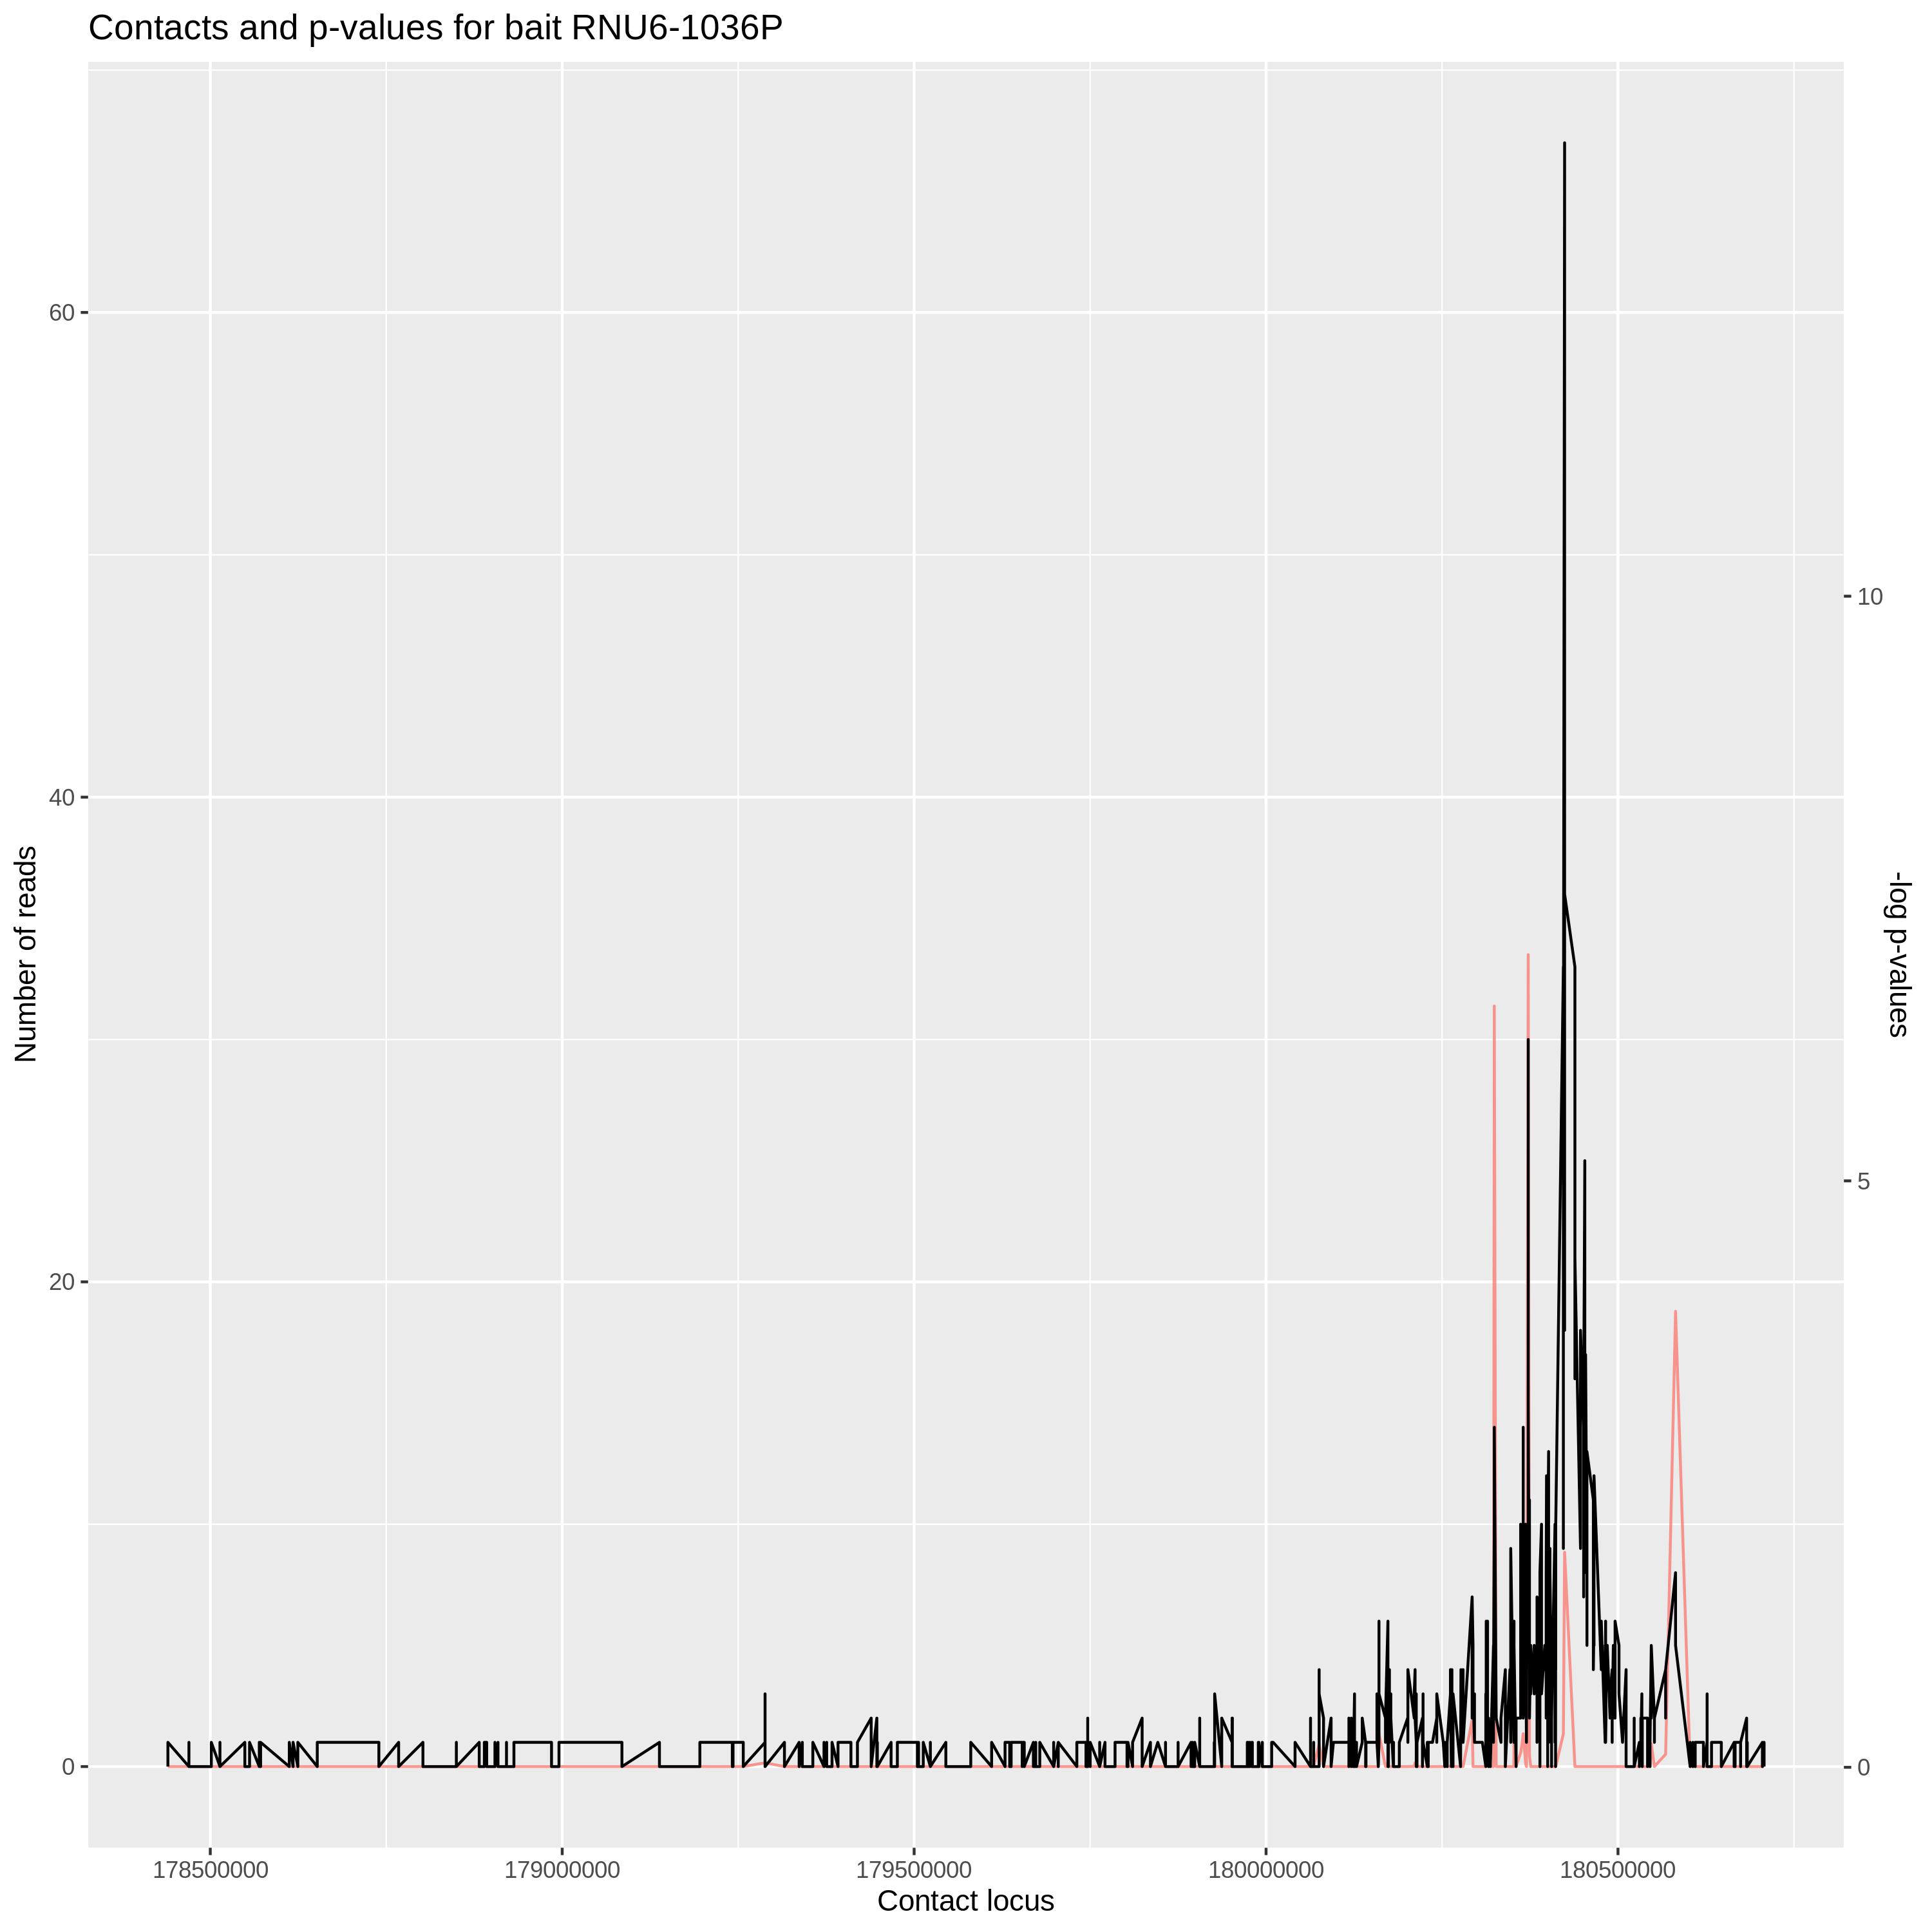 Contacts and p-values for bait RNU6-1036P
60
40
20
0
Number of reads
10
5
0
-log p-values
178500000 179000000 179500000 180000000 180500000
Contact locus